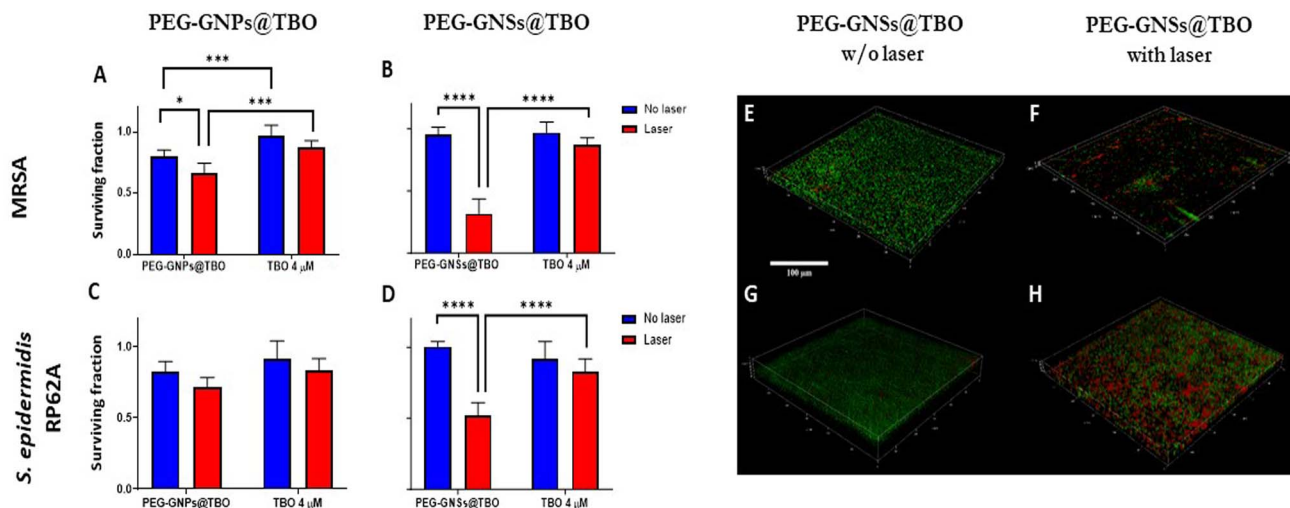 PEG-GNPs@TBO
PEG-GNSs@TBO
PEG-GNSs@TBO
w/o laser
PEG-GNSs@TBO
with laser
MRSA
A
***
*
***
Surviving fraction
1.0
0.5
0.0
PEG-GNPs@TBO
TBO 4 µM
B
****
****
No laser
Laser
PEG-GNSs@TBO
TBO 4 µM
E
100 µm
F
S. epidermidis
RP62A
C
Surviving fraction
1.0
0.5
0.0
PEG-GNPs@TBO
TBO 4 µM
D
****
****
No laser
Laser
PEG-GNSs@TBO
TBO 4 µM
G
H